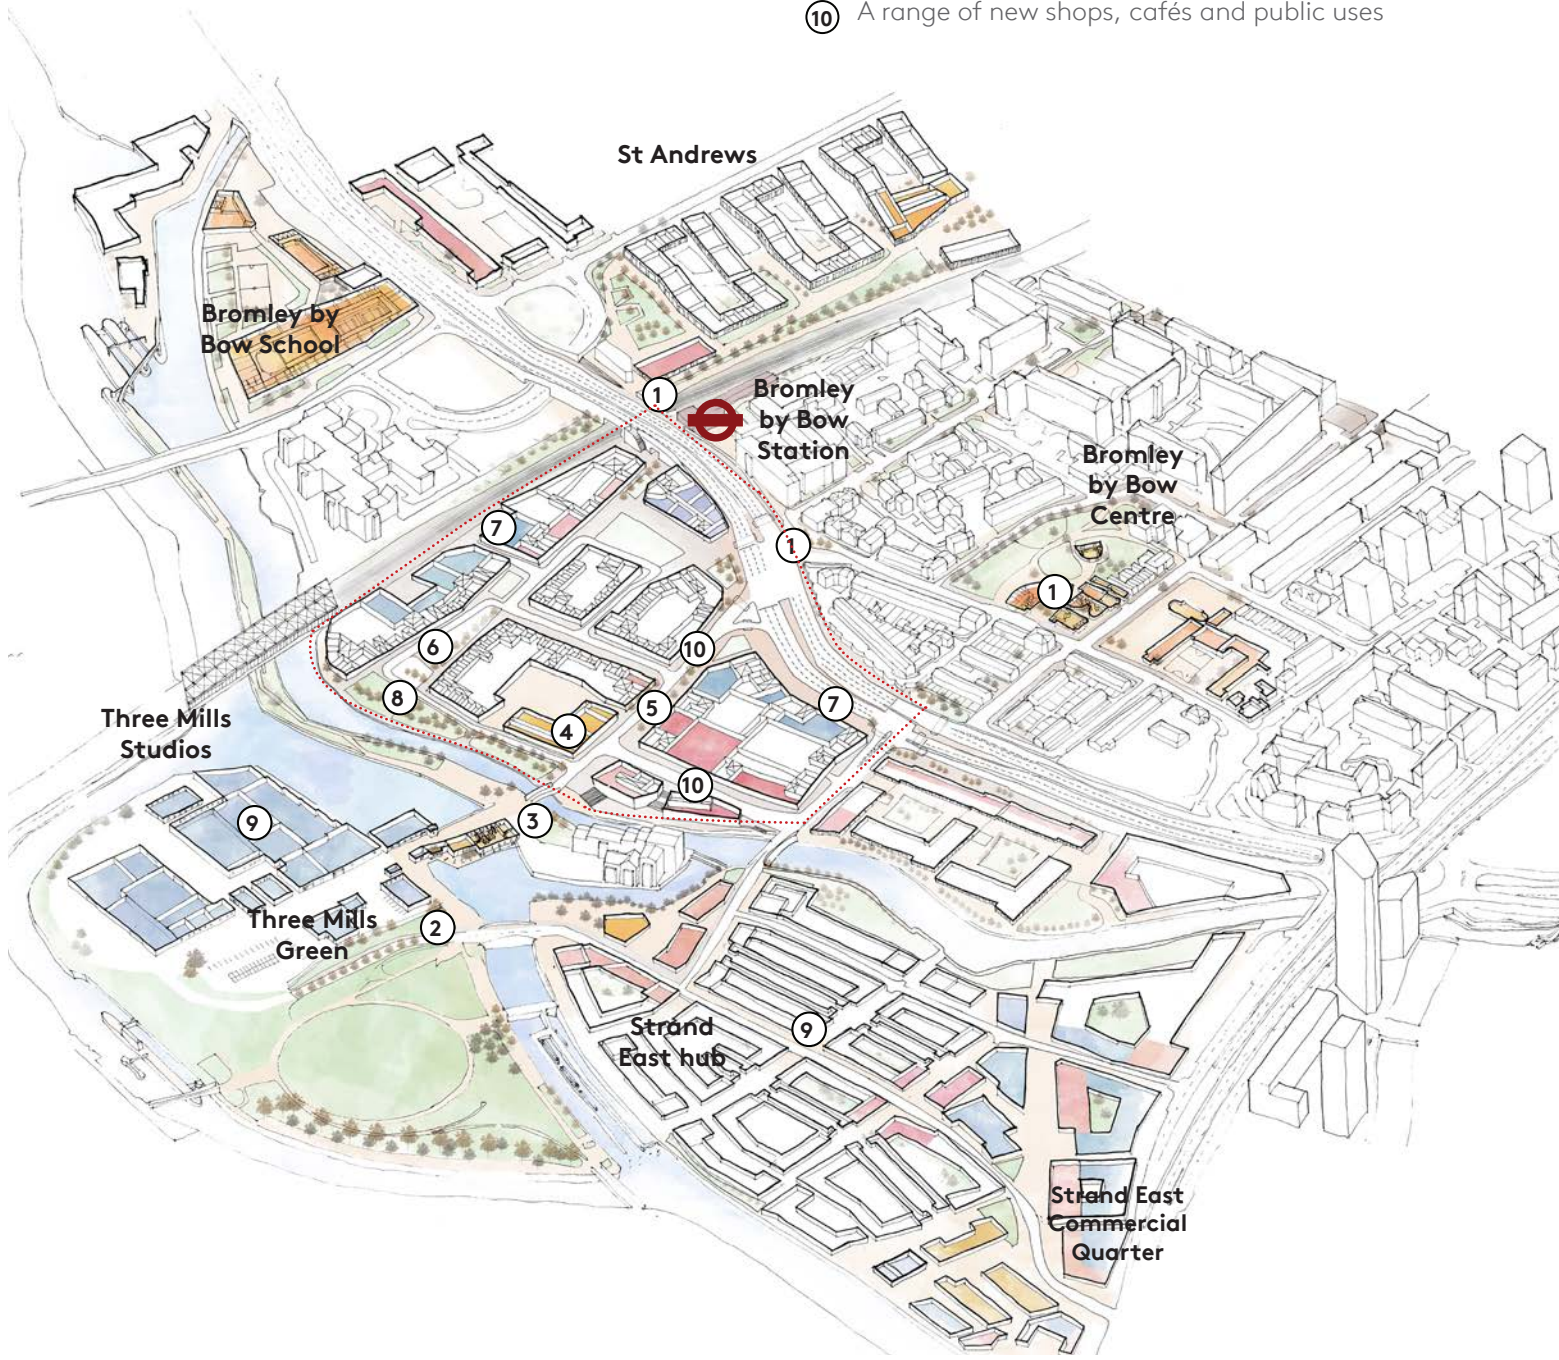 10 A range of new shops, cafés and public uses
St Andrews
Bromley by
Bow School
1
Bromley
by Bow
Station
Bromley
by Bow
Centre
7
1
1
6
10
8
5
7
4
Three Mills
Studios
10
9
3
Three Mills
Green
2
Strand
East hub
9
Strand East
Commercial
Quarter